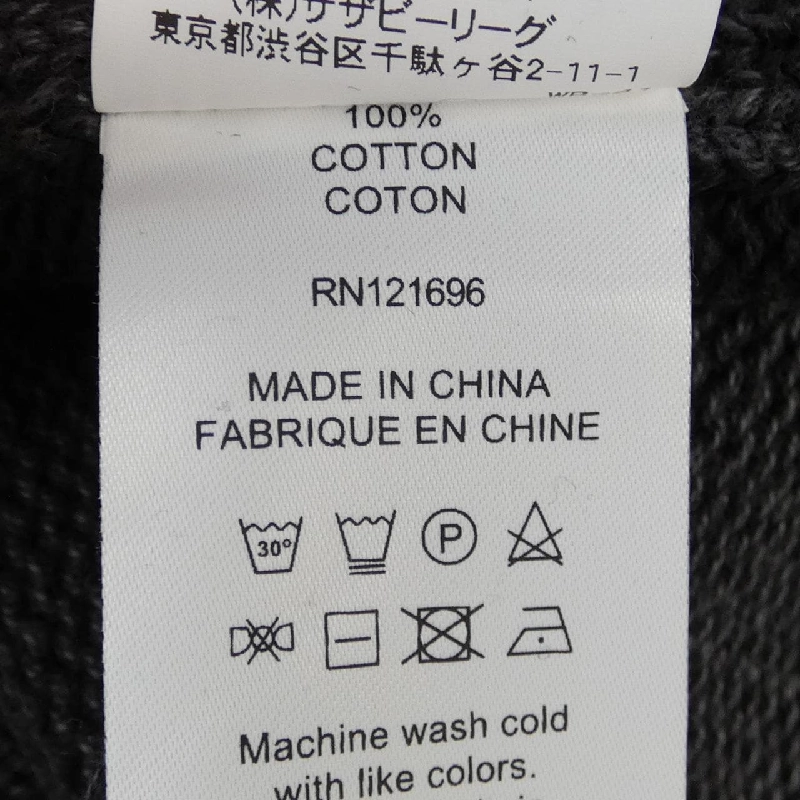 (株)サザビーリーグ
東京都渋谷区千駄ヶ谷2-11-1
100%
COTTON
COTON
RN121696
MADE IN CHINA
FABRIQUE EN CHINE
30°
P
Machine wash cold
with like colors.